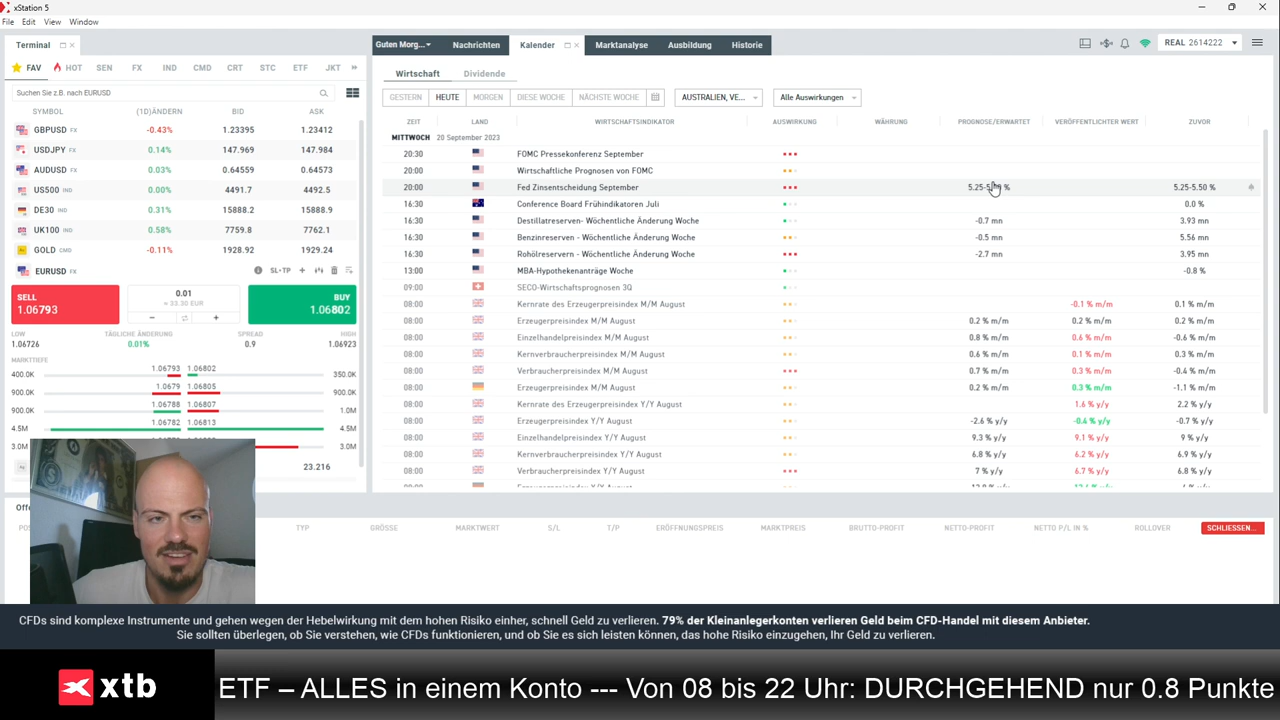 xStation 5
File Edit View Window
Terminal
FAV HOT SEN FX IND CMD CRT STC ETF JKT
Suchen Sie z.B. nach EURUSD
SYMBOL (1D)ÄNDERN BID ASK
GBPUSD FX -0.43% 1.23395 1.23412
USDJPY FX 0.14% 147.969 147.984
AUDUSD FX 0.03% 0.64559 0.64573
US500 IND 0.00% 4491.7 4492.5
DE30 IND 0.31% 15888.2 15888.9
UK100 IND 0.58% 7759.8 7762.1
GOLD CMD -0.11% 1928.92 1929.24
EURUSD FX SL+TP
SELL 1.06793
0.01
≈ 33.30 EUR
BUY 1.06802
LOW TÄGLICHE ÄNDERUNG SPREAD HIGH
1.06726 0.01% 0.9 1.06923
MARKTTIEFE
400.0K 1.06793 1.06802 350.0K
900.0K 1.0679 1.06805 900.0K
900.0K 1.06788 1.06807 1.0M
4.5M 1.06782 1.06813 4.5M
3.0M 3.0M
23.216
Guten Morg... Nachrichten Kalender Marktanalyse Ausbildung Historie
REAL 2614222
Wirtschaft Dividende
GESTERN HEUTE MORGEN DIESE WOCHE NÄCHSTE WOCHE AUSTRALIEN, VE... Alle Auswirkungen
ZEIT LAND WIRTSCHAFTSINDIKATOR AUSWIRKUNG WÄHRUNG PROGNOSE/ERWARTET VERÖFFENTLICHTER WERT ZUVOR
MITTWOCH 20 September 2023
20:30 FOMC Pressekonferenz September
20:00 Wirtschaftliche Prognosen von FOMC
20:00 Fed Zinsentscheidung September 5.25-5.50 % 5.25-5.50 %
16:30 Conference Board Frühindikatoren Juli 0.0 %
16:30 Destillatreserven- Wöchentliche Änderung Woche -0.7 mn 3.93 mn
16:30 Benzinreserven - Wöchentliche Änderung Woche -0.5 mn 5.56 mn
16:30 Rohölreservern - Wöchentliche Änderung Woche -2.7 mn 3.95 mn
13:00 MBA-Hypothekenanträge Woche -0.8 %
09:00 SECO-Wirtschaftsprognosen 3Q
08:00 Kernrate des Erzeugerpreisindex M/M August -0.1 % m/m 0.1 % m/m
08:00 Erzeugerpreisindex M/M August 0.2 % m/m 0.2 % m/m 0.2 % m/m
08:00 Einzelhandelpreisindex M/M August 0.8 % m/m 0.6 % m/m -0.6 % m/m
08:00 Kernverbraucherpreisindex M/M August 0.6 % m/m 0.1 % m/m 0.3 % m/m
08:00 Verbraucherpreisindex M/M August 0.7 % m/m 0.3 % m/m -0.4 % m/m
08:00 Erzeugerpreisindex M/M August 0.2 % m/m 0.3 % m/m -1.1 % m/m
08:00 Kernrate des Erzeugerpreisindex Y/Y August 1.6 % y/y 2.2 % y/y
08:00 Erzeugerpreisindex Y/Y August -2.6 % y/y -0.4 % y/y -0.7 % y/y
08:00 Einzelhandelpreisindex Y/Y August 9.3 % y/y 9.1 % y/y 9 % y/y
08:00 Kernverbraucherpreisindex Y/Y August 6.8 % y/y 6.2 % y/y 6.9 % y/y
08:00 Verbraucherpreisindex Y/Y August 7 % y/y 6.7 % y/y 6.8 % y/y
TYP GRÖSSE MARKTWERT S/L T/P ERÖFFNUNGSPREIS MARKTPREIS BRUTTO-PROFIT NETTO-PROFIT NETTO P/L IN % ROLLOVER SCHLIESSEN...
CFDs sind komplexe Instrumente und gehen wegen der Hebelwirkung mit dem hohen Risiko einher, schnell Geld zu verlieren. 79% der Kleinanlegerkonten verlieren Geld beim CFD-Handel mit diesem Anbieter.
Sie sollten überlegen, ob Sie verstehen, wie CFDs funktionieren, und ob Sie es sich leisten können, das hohe Risiko einzugehen, Ihr Geld zu verlieren.
xtb ETF – ALLES in einem Konto --- Von 08 bis 22 Uhr: DURCHGEHEND nur 0.8 Punkte